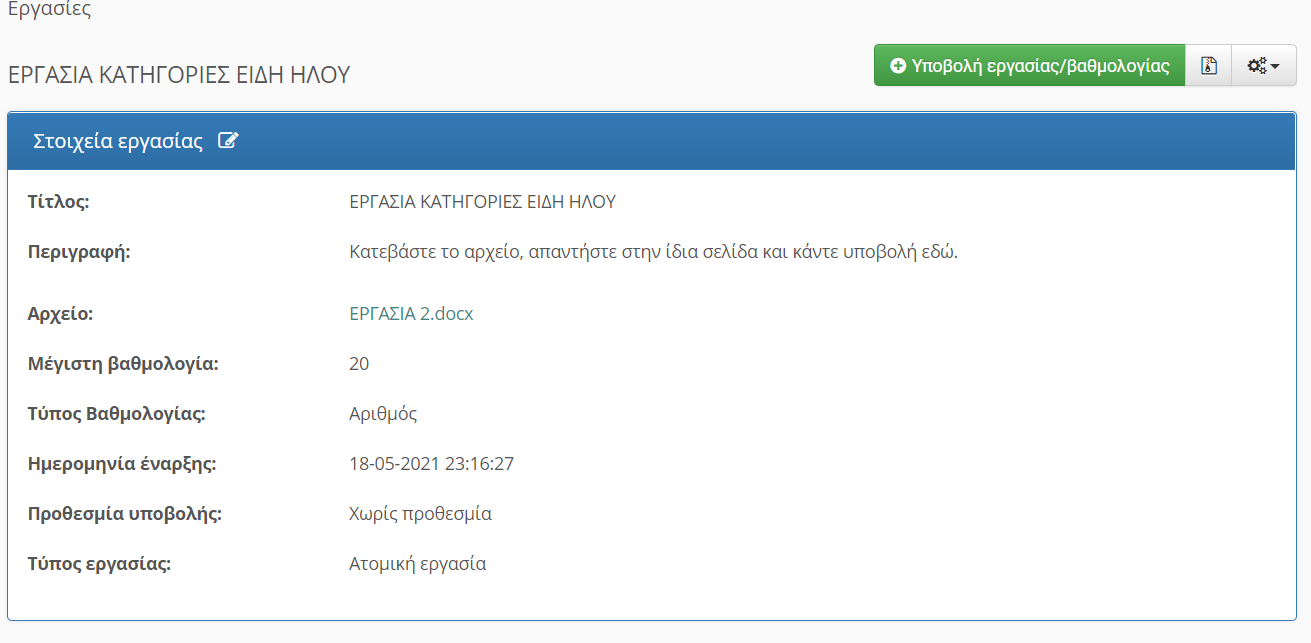 Εργασίες
ΕΡΓΑΣΙΑ ΚΑΤΗΓΟΡΙΕΣ ΕΙΔΗ ΗΛΟΥ
Υποβολή εργασίας/βαθμολογίας
Στοιχεία εργασίας
Τίτλος: ΕΡΓΑΣΙΑ ΚΑΤΗΓΟΡΙΕΣ ΕΙΔΗ ΗΛΟΥ
Περιγραφή: Κατεβάστε το αρχείο, απαντήστε στην ίδια σελίδα και κάντε υποβολή εδώ.
Αρχείο: ΕΡΓΑΣΙΑ 2.docx
Μέγιστη βαθμολογία: 20
Τύπος Βαθμολογίας: Αριθμός
Ημερομηνία έναρξης: 18-05-2021 23:16:27
Προθεσμία υποβολής: Χωρίς προθεσμία
Τύπος εργασίας: Ατομική εργασία